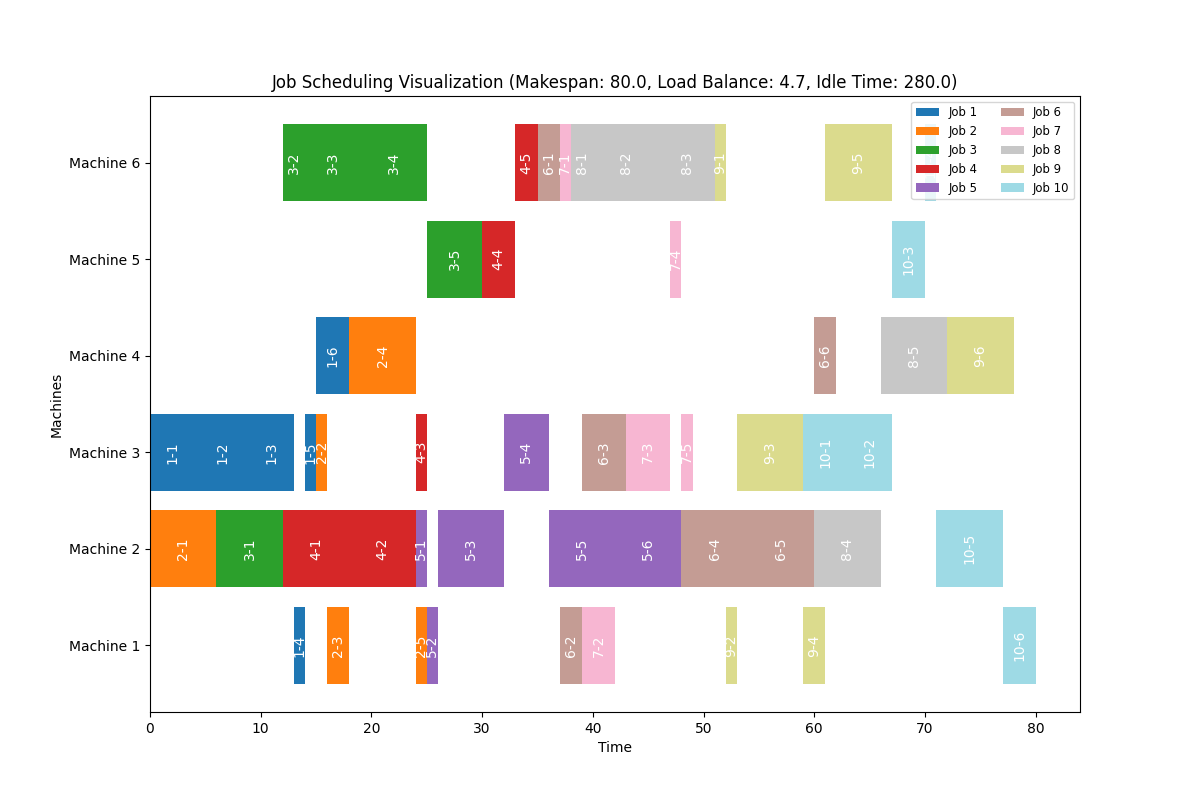 Job Scheduling Visualization (Makespan: 80.0, Load Balance: 4.7, Idle Time: 280.0)
Job 1 Job 6
Job 2 Job 7
Job 3 Job 8
Job 4 Job 9
Job 5 Job 10
Machines
Machine 6
3-2 3-3 3-4 4-5 6-1 7-1 8-1 8-2 8-3 9-1 9-5
Machine 5
3-5 4-4 7-4 10-3
Machine 4
1-6 2-4 6-6 8-5 9-6
Machine 3
1-1 1-2 1-3 1-5 2-2 4-3 5-4 6-3 7-3 7-5 9-3 10-1 10-2
Machine 2
2-1 3-1 4-1 4-2 5-1 5-3 5-5 5-6 6-4 6-5 8-4 10-5
Machine 1
1-4 2-3 2-5 5-2 6-2 7-2 9-2 9-4 10-6
0 10 20 30 40 50 60 70 80
Time